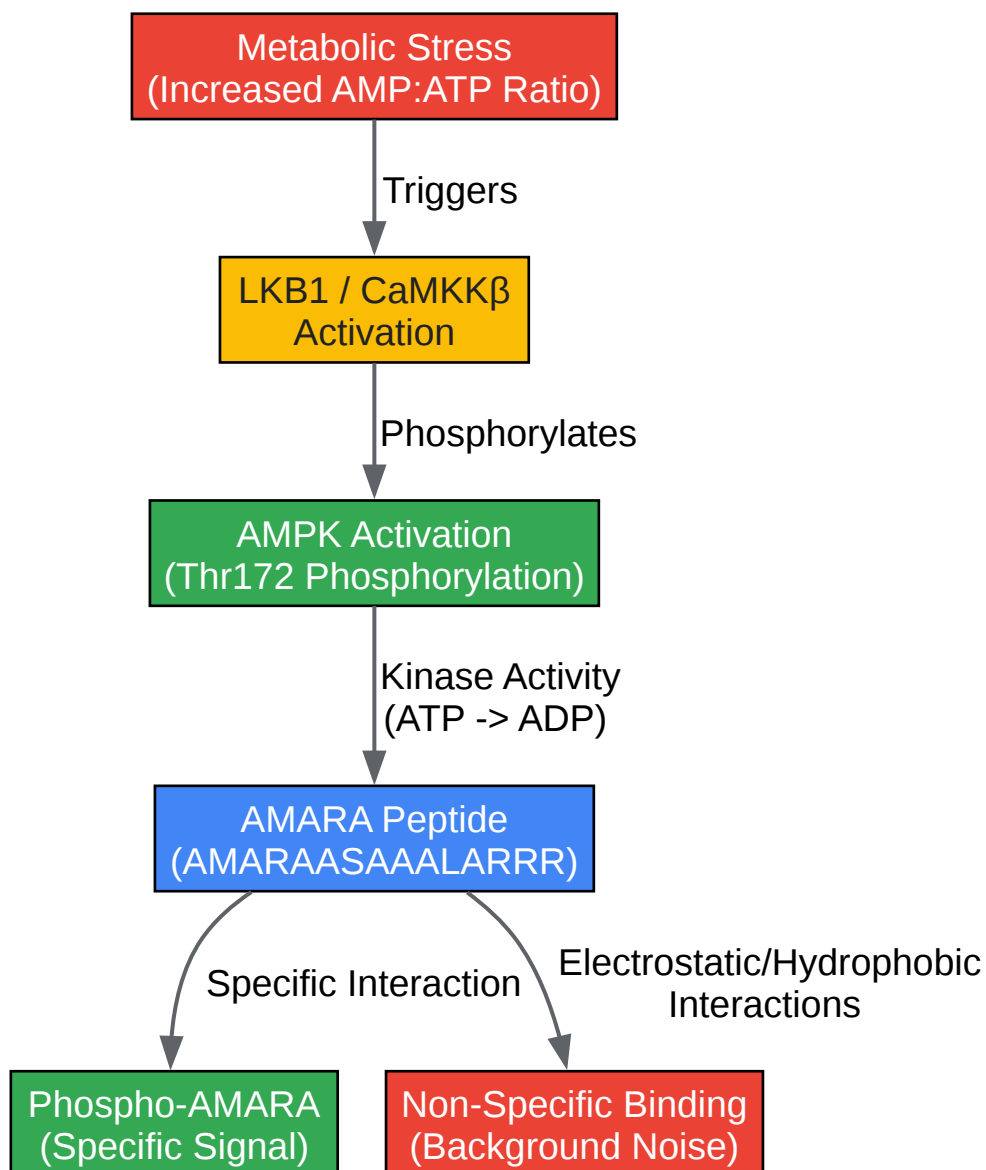 Metabolic Stress
(Increased AMP:ATP Ratio)
Triggers
LKB1 / CaMKKβ
Activation
Phosphorylates
AMPK Activation
(Thr172 Phosphorylation)
Kinase Activity
(ATP -> ADP)
AMARA Peptide
(AMARAASAAALARRR)
Specific Interaction
Electrostatic/Hydrophobic
Interactions
Phospho-AMARA
(Specific Signal)
Non-Specific Binding
(Background Noise)